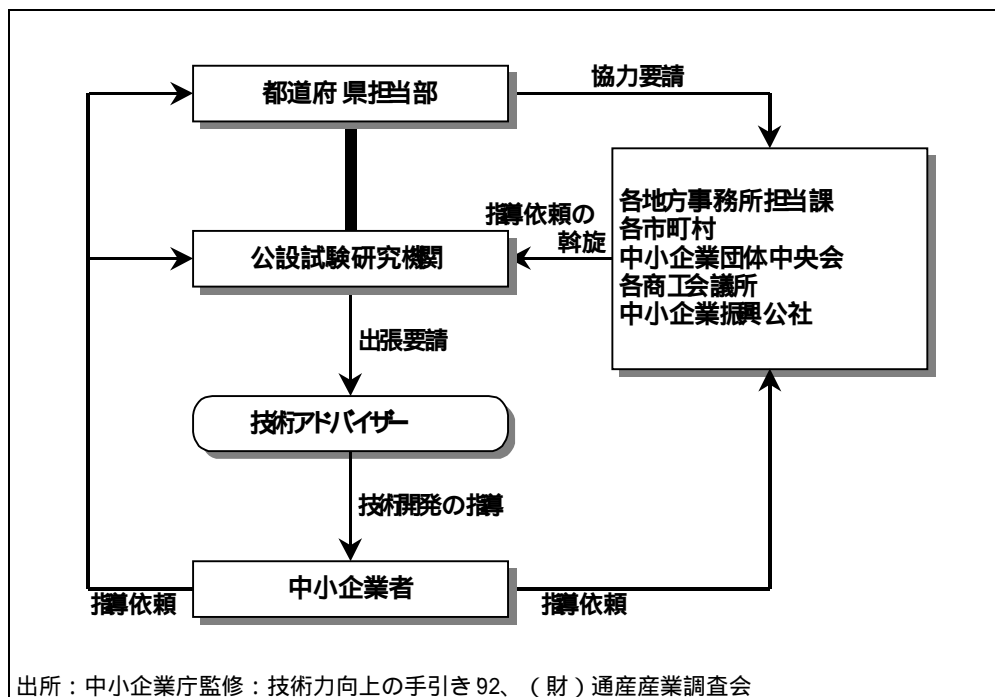 都道府県担当部
協力要請
各地方事務所担当課
各市町村
中小企業団体中央会
各商工会議所
中小企業振興公社
指導依頼の
斡旋
公設試験研究機関
出張要請
技術アドバイザー
技術開発の指導
中小企業者
指導依頼
指導依頼
出所：中小企業庁監修：技術力向上の手引き92、（財）通産産業調査会